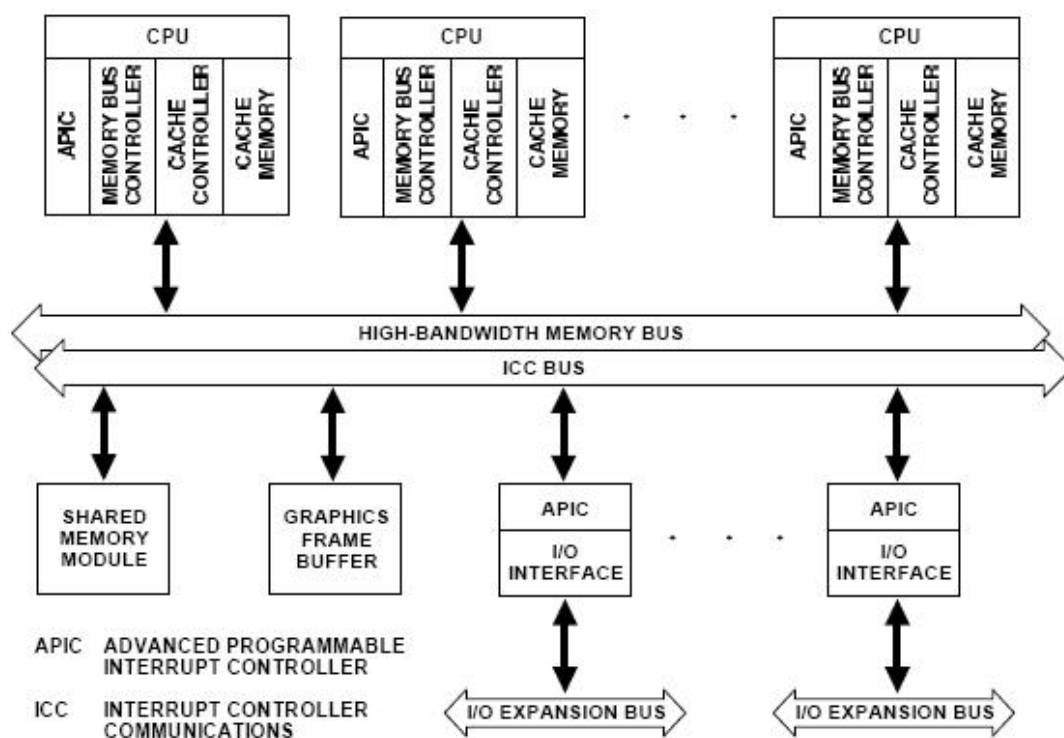 CPU
APIC
MEMORY BUS
CONTROLLER
CACHE
CONTROLLER
CACHE
MEMORY
CPU
APIC
MEMORY BUS
CONTROLLER
CACHE
CONTROLLER
CACHE
MEMORY
CPU
APIC
MEMORY BUS
CONTROLLER
CACHE
CONTROLLER
CACHE
MEMORY
HIGH-BANDWIDTH MEMORY BUS
ICC BUS
SHARED
MEMORY
MODULE
GRAPHICS
FRAME
BUFFER
APIC
I/O
INTERFACE
APIC
I/O
INTERFACE
APIC ADVANCED PROGRAMMABLE
INTERRUPT CONTROLLER
ICC INTERRUPT CONTROLLER
COMMUNICATIONS
I/O EXPANSION BUS
I/O EXPANSION BUS